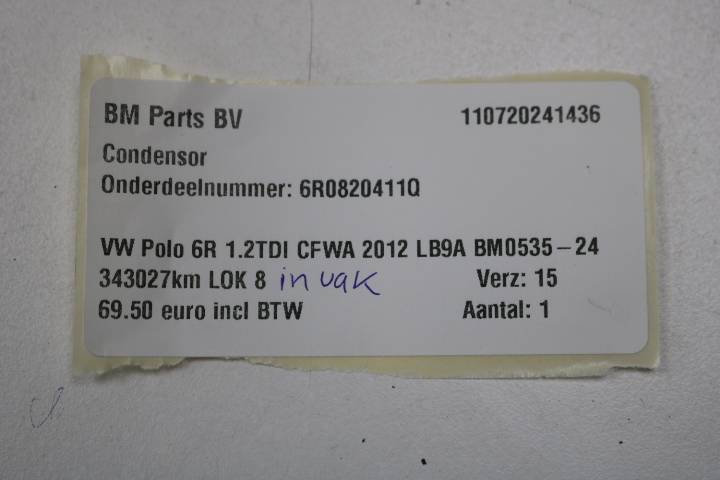 BM Parts BV 110720241436
Condensor
Onderdeelnummer: 6R0820411Q
VW Polo 6R 1.2TDI CFWA 2012 LB9A BM0535-24
343027km LOK 8 in vak Verz: 15
69.50 euro incl BTW Aantal: 1